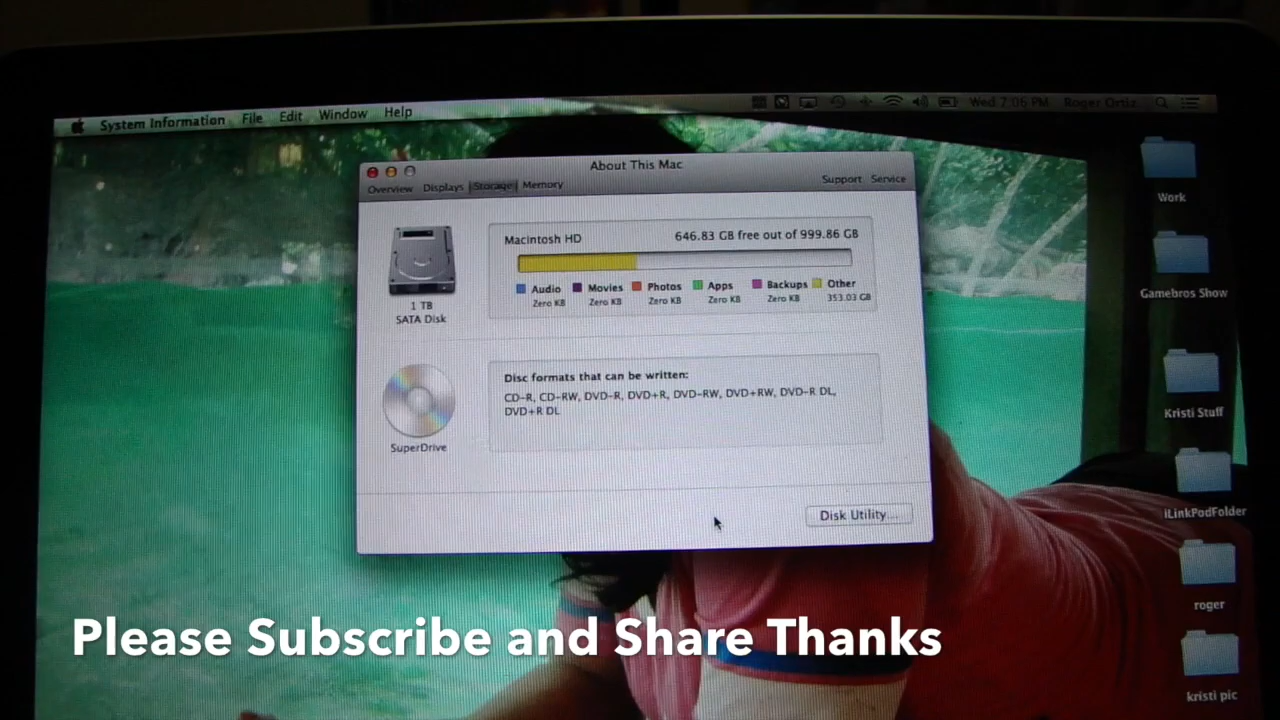 System Information File Edit Window Help
Wed 7:06 PM Roger Ortiz
About This Mac
Overview Displays Storage Memory
Support Service
Macintosh HD 646.83 GB free out of 999.86 GB
Audio Movies Photos Apps Backups Other
Zero KB Zero KB Zero KB Zero KB Zero KB 353.03 GB
1 TB
SATA Disk
Disc formats that can be written:
CD-R, CD-RW, DVD-R, DVD+R, DVD-RW, DVD+RW, DVD-R DL,
DVD+R DL
SuperDrive
Disk Utility...
Work
Gamebros Show
Kristi Stuff
iLinkPodFolder
roger
kristi pic
Please Subscribe and Share Thanks